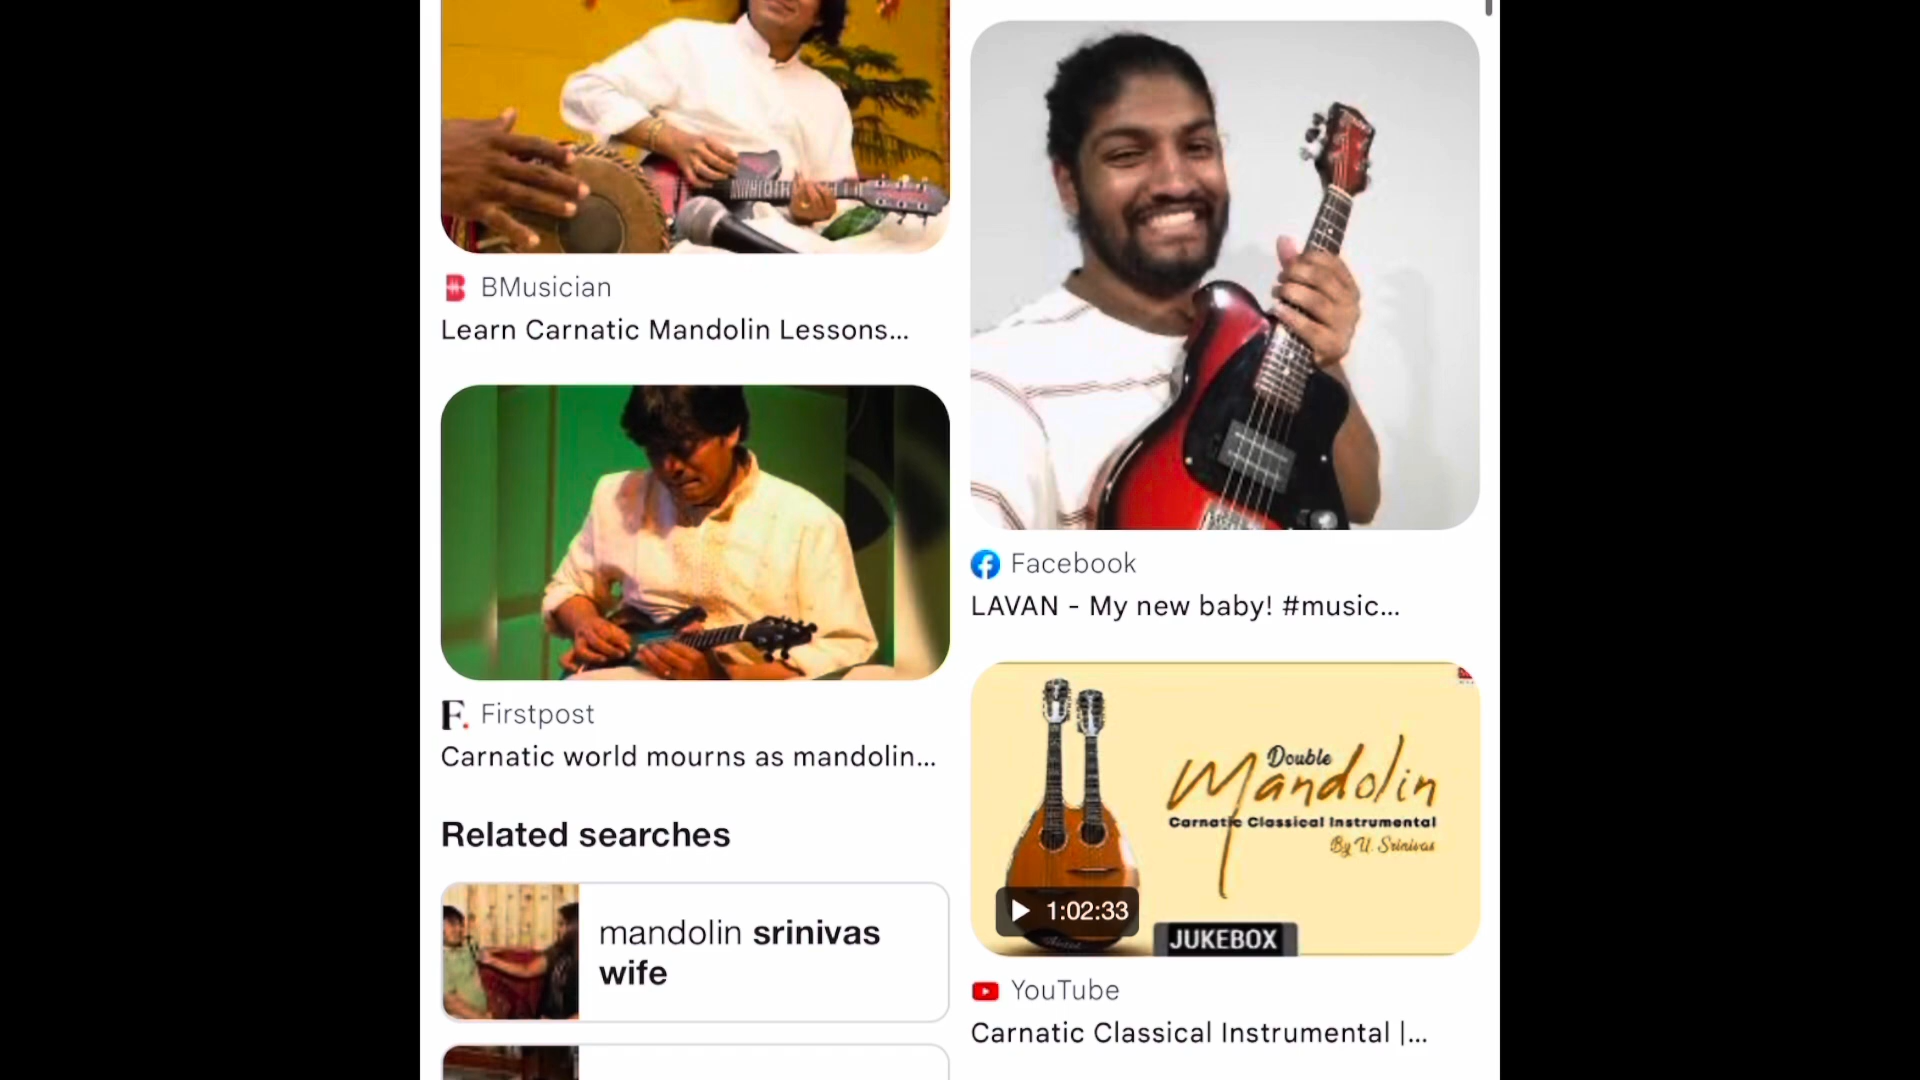 BMusician
Learn Carnatic Mandolin Lessons...
Firstpost
Carnatic world mourns as mandolin...
Related searches
mandolin srinivas
wife
Facebook
LAVAN - My new baby! #music...
Double
Mandolin
Carnatic Classical Instrumental
By U. Srinivas
1:02:33
JUKEBOX
YouTube
Carnatic Classical Instrumental |...